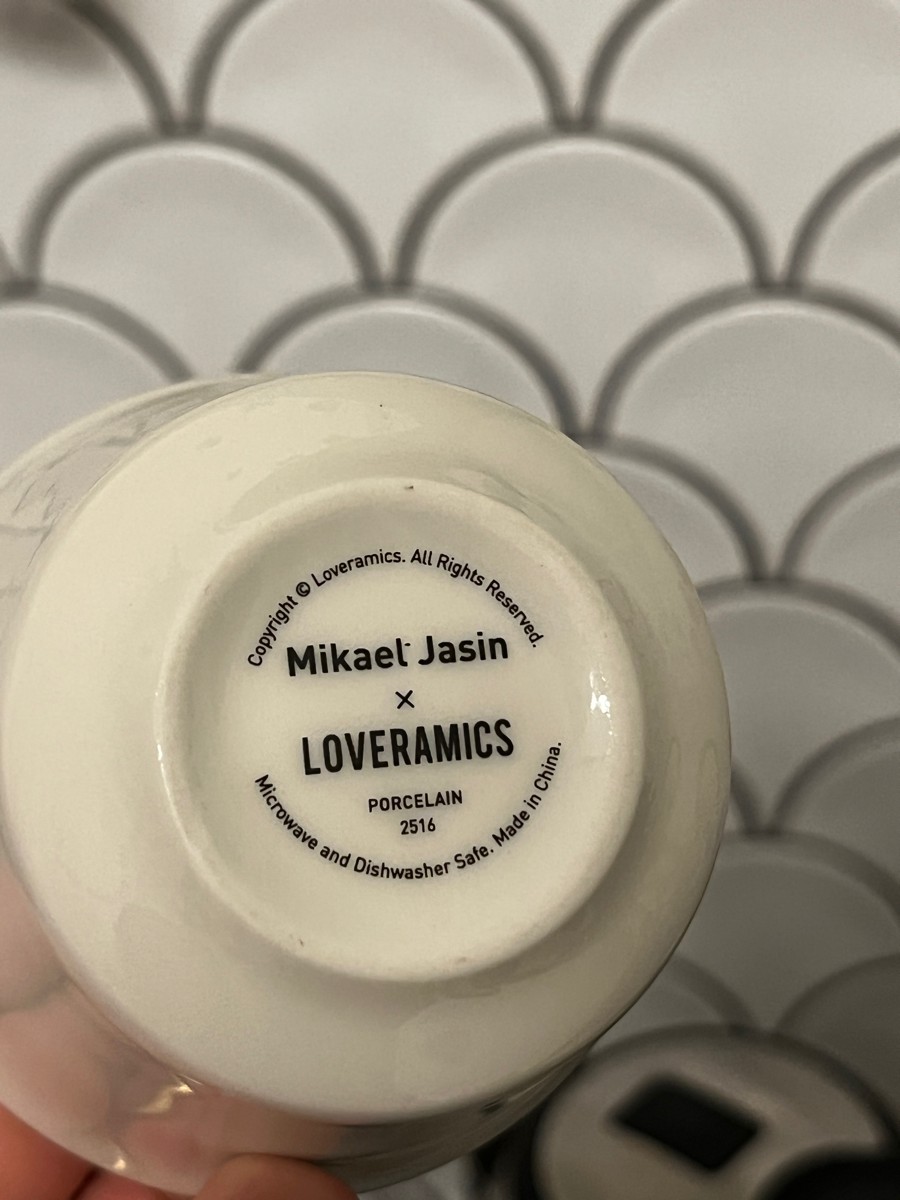 Copyright © Loveramics. All Rights Reserved.
Mikael Jasin
×
LOVERAMICS
PORCELAIN
2516
Microwave and Dishwasher Safe. Made in China.